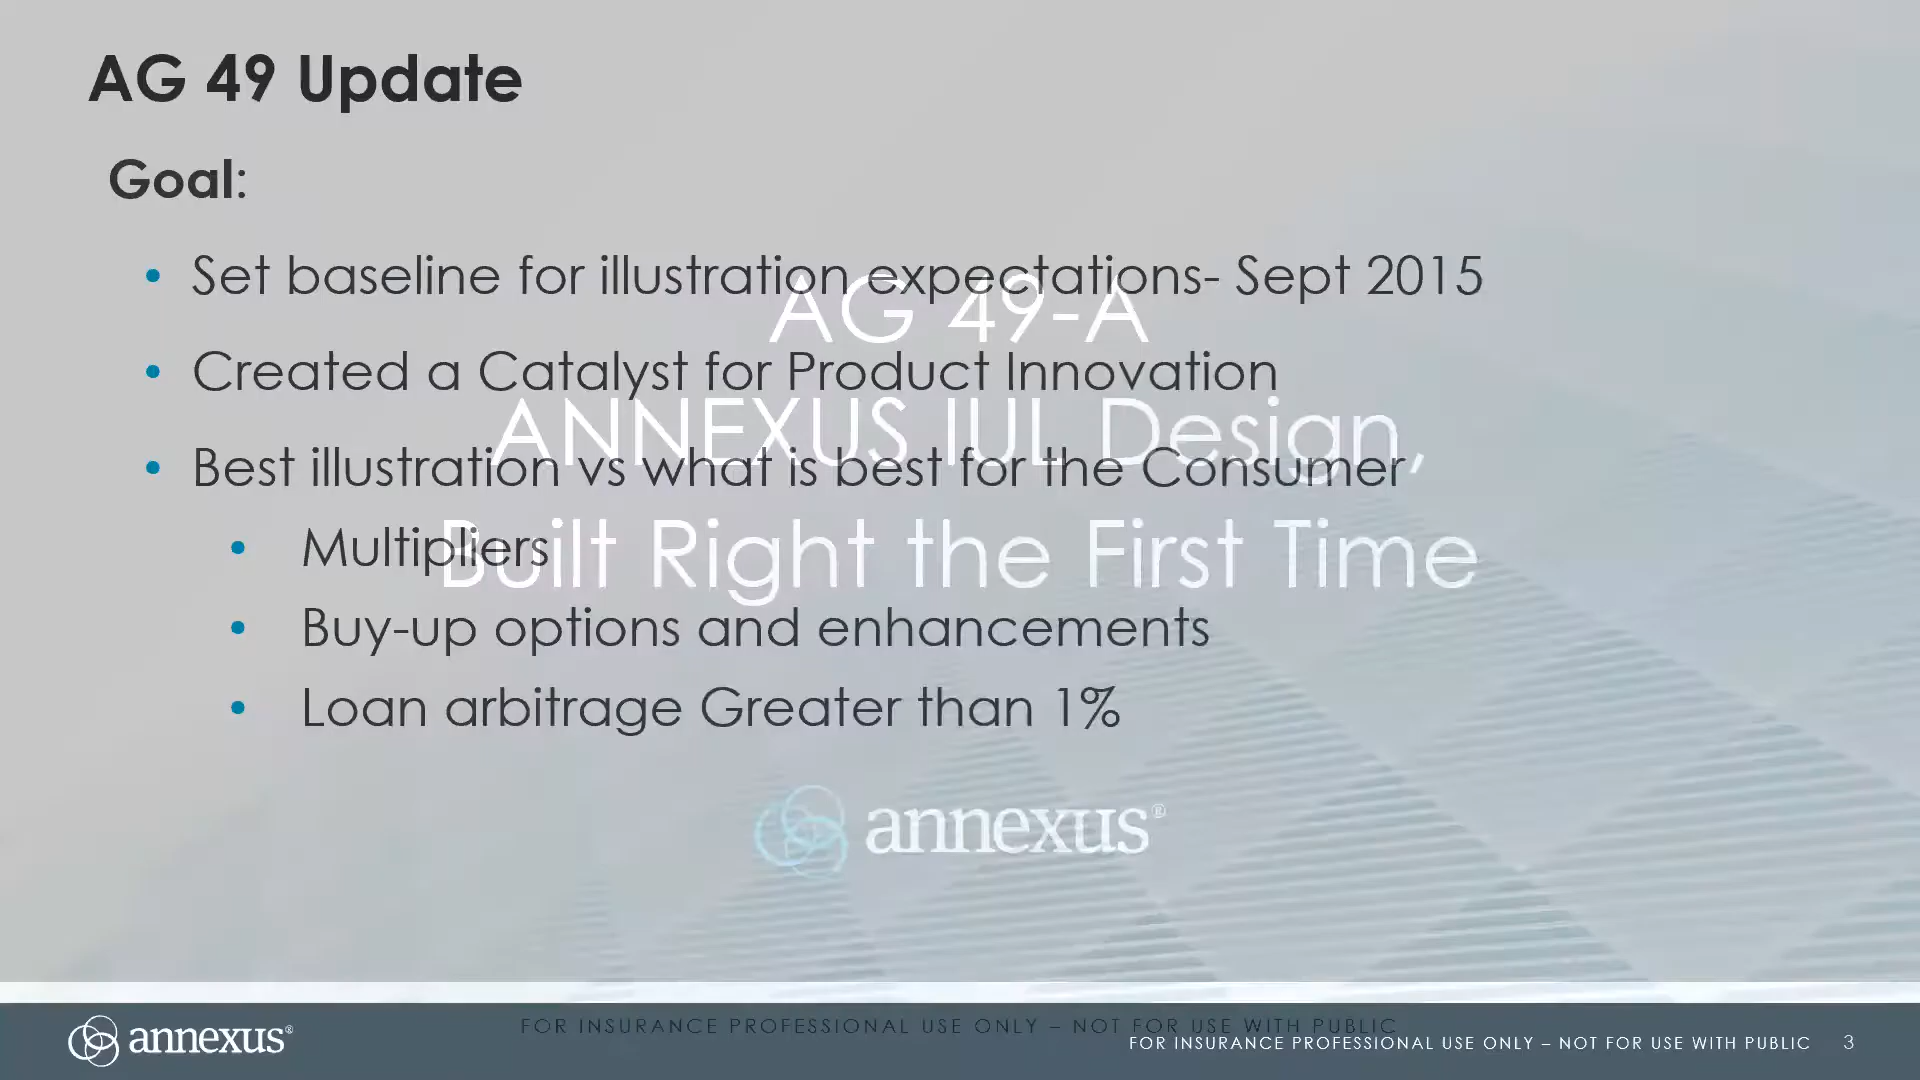 AG 49 Update
Goal:
• Set baseline for illustration expectations- Sept 2015
• Created a Catalyst for Product Innovation
• Best illustration vs what is best for the Consumer
• Multipliers
• Buy-up options and enhancements
• Loan arbitrage Greater than 1%
AG 49-A
ANNEXUS IUL Design,
Built Right the First Time
annexus®
annexus®
FOR INSURANCE PROFESSIONAL USE ONLY – NOT FOR USE WITH PUBLIC
FOR INSURANCE PROFESSIONAL USE ONLY – NOT FOR USE WITH PUBLIC 3